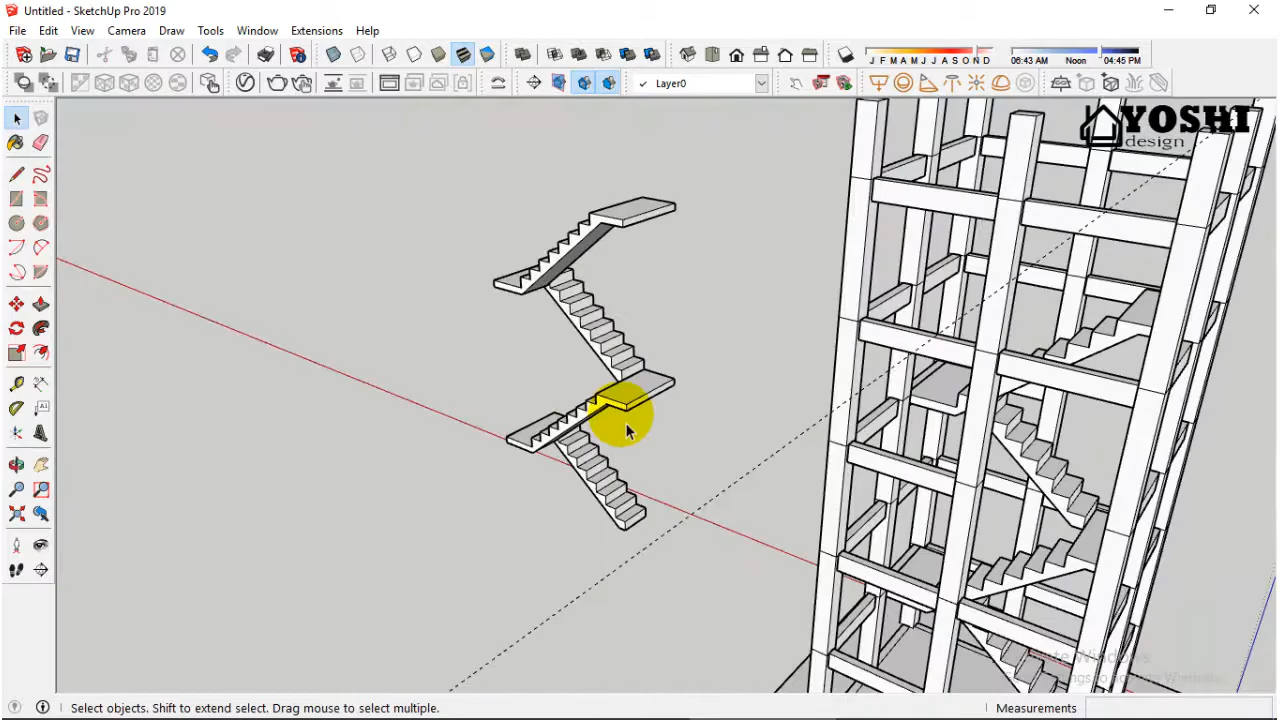 Untitled - SketchUp Pro 2019
File Edit View Camera Draw Tools Window Extensions Help
J F M A M J J A S O N D 06:43 AM Noon 04:45 PM
✓ Layer0
YOSHI
design
Select objects. Shift to extend select. Drag mouse to select multiple. Measurements